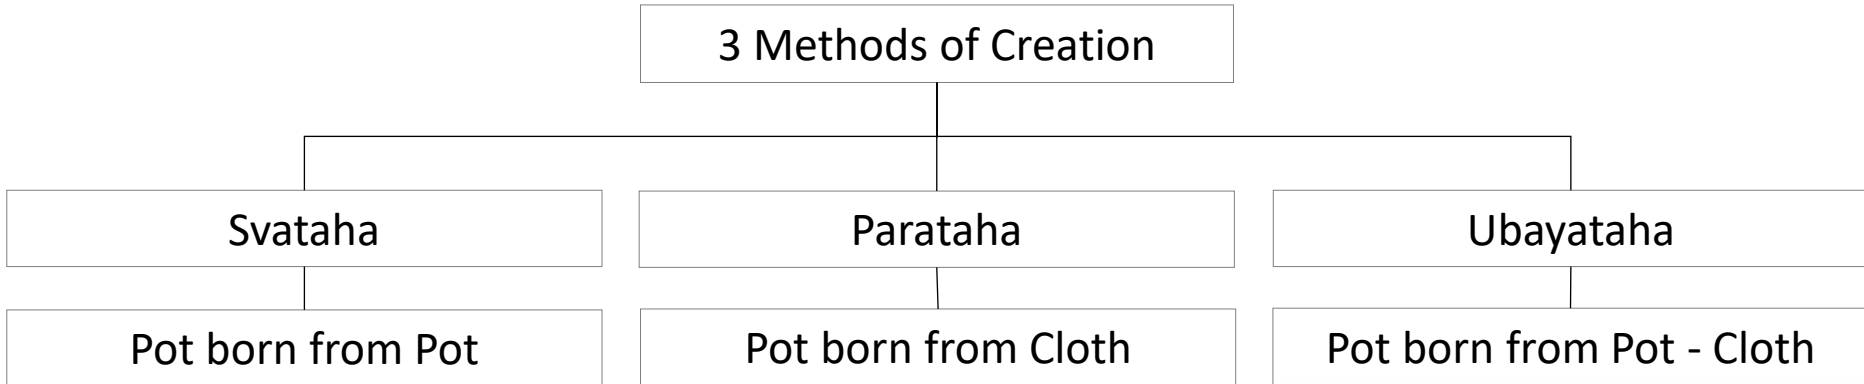 3 Methods of Creation
Svataha
Parataha
Ubayataha
Pot born from Pot
Pot born from Cloth
Pot born from Pot - Cloth